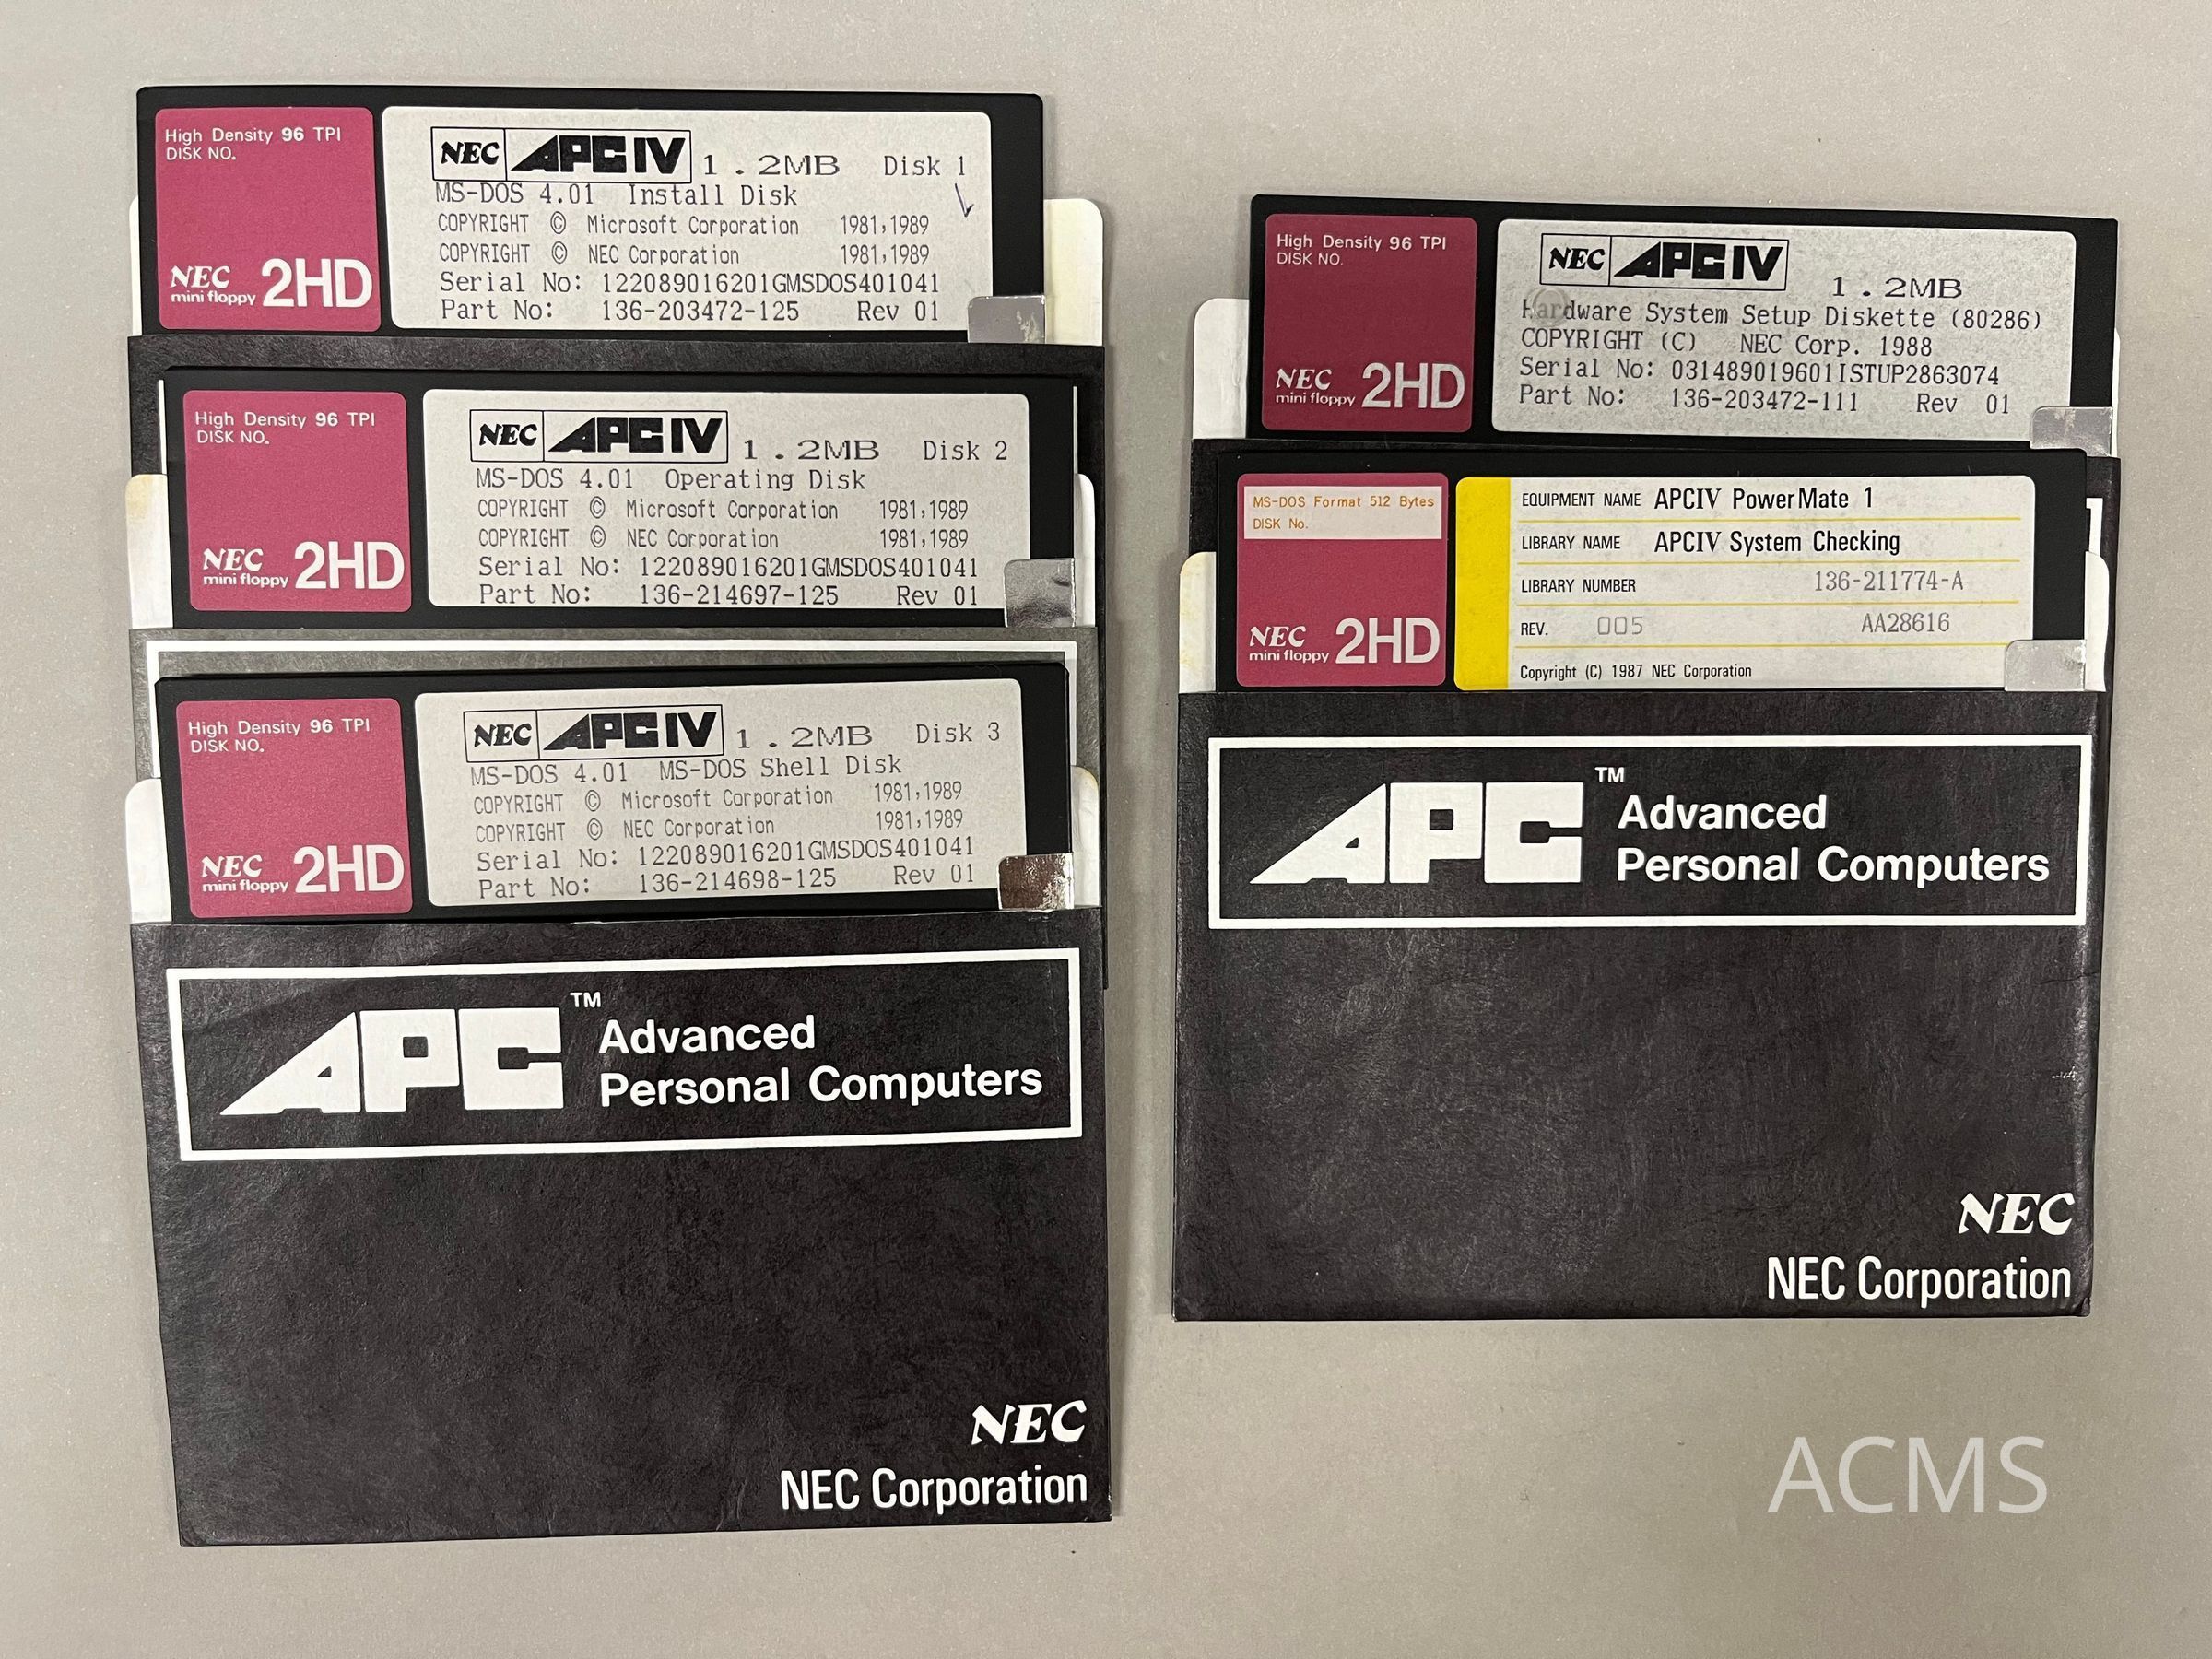 High Density 96 TPI
DISK NO.
NEC
mini floppy 2HD
NEC APC IV 1.2MB Disk 1
MS-DOS 4.01 Install Disk
COPYRIGHT © Microsoft Corporation 1981,1989
COPYRIGHT © NEC Corporation 1981,1989
Serial No: 122089016201GMSDOS401041
Part No: 136-203472-125 Rev 01
High Density 96 TPI
DISK NO.
NEC
mini floppy 2HD
NEC APC IV 1.2MB Disk 2
MS-DOS 4.01 Operating Disk
COPYRIGHT © Microsoft Corporation 1981,1989
COPYRIGHT © NEC Corporation 1981,1989
Serial No: 122089016201GMSDOS401041
Part No: 136-214697-125 Rev 01
High Density 96 TPI
DISK NO.
NEC
mini floppy 2HD
NEC APC IV 1.2MB Disk 3
MS-DOS 4.01 MS-DOS Shell Disk
COPYRIGHT © Microsoft Corporation 1981,1989
COPYRIGHT © NEC Corporation 1981,1989
Serial No: 122089016201GMSDOS401041
Part No: 136-214698-125 Rev 01
APC™ Advanced
Personal Computers
NEC
NEC Corporation
High Density 96 TPI
DISK NO.
NEC
mini floppy 2HD
NEC APC IV 1.2MB
Hardware System Setup Diskette (80286)
COPYRIGHT (C) NEC Corp. 1988
Serial No: 031489019601ISTUP2863074
Part No: 136-203472-111 Rev 01
MS-DOS Format 512 Bytes
DISK No.
NEC
mini floppy 2HD
EQUIPMENT NAME APCIV PowerMate 1
LIBRARY NAME APCIV System Checking
LIBRARY NUMBER 136-211774-A
REV. 005 AA28616
Copyright (C) 1987 NEC Corporation
APC™ Advanced
Personal Computers
NEC
NEC Corporation
ACMS